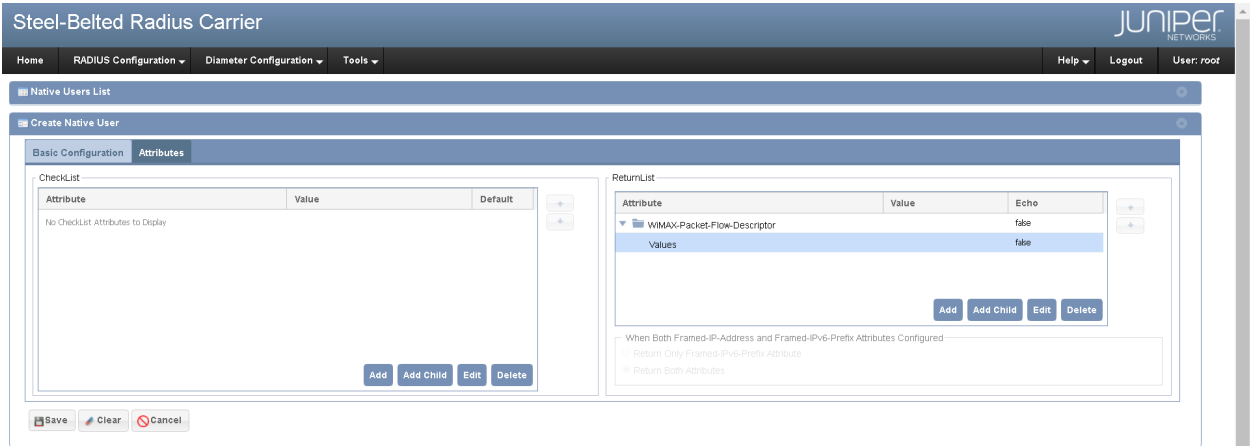 Steel-Belted Radius Carrier
JUNIPER
NETWORKS
Home RADIUS Configuration Diameter Configuration Tools Help Logout User: root
Native Users List
Create Native User
Basic Configuration Attributes
CheckList
Attribute Value Default
No CheckList Attributes to Display
Add Add Child Edit Delete
ReturnList
Attribute Value Echo
WiMAX-Packet-Flow-Descriptor false
Values false
Add Add Child Edit Delete
When Both Framed-IP-Address and Framed-IPv6-Prefix Attributes Configured
Return Only Framed-IPv6-Prefix Attribute
Return Both Attributes
Save Clear Cancel